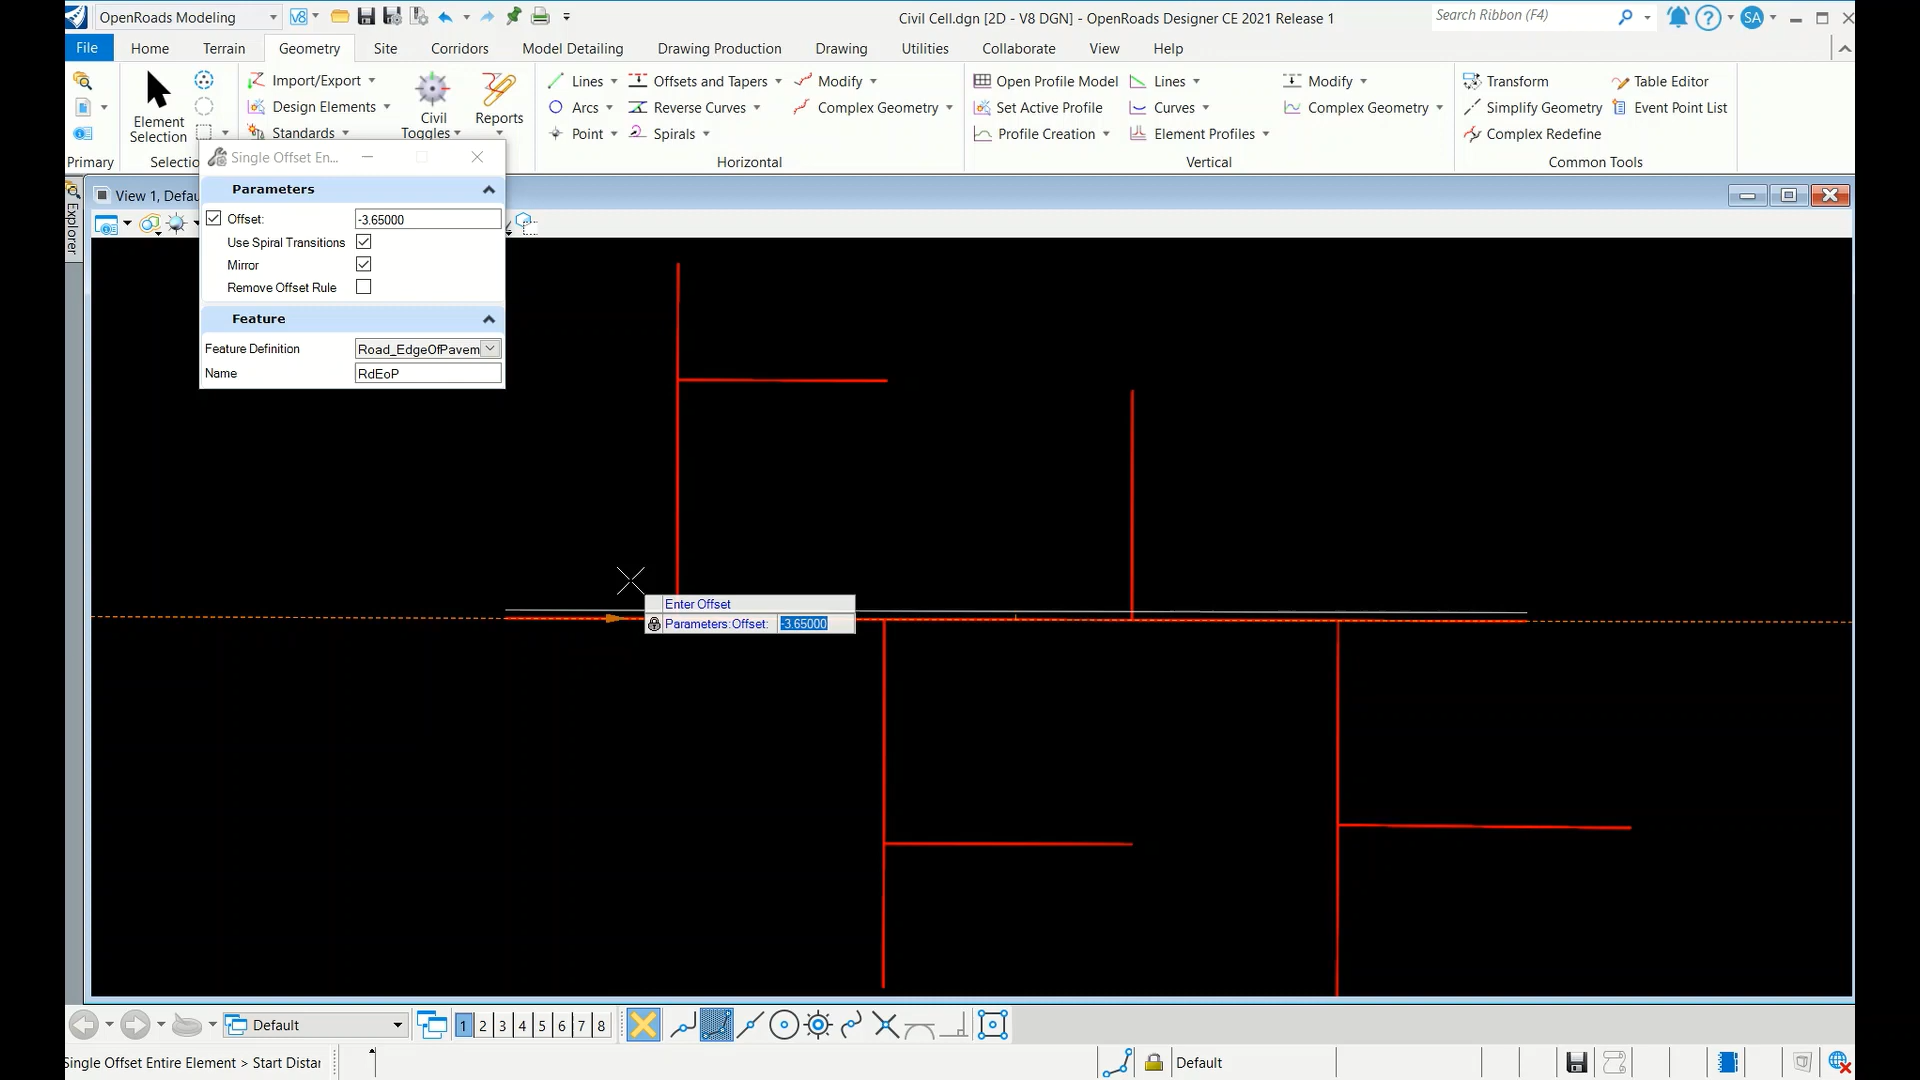 OpenRoads Modeling
Civil Cell.dgn [2D - V8 DGN] - OpenRoads Designer CE 2021 Release 1
Search Ribbon (F4)
SA
File
Home
Terrain
Geometry
Site
Corridors
Model Detailing
Drawing Production
Drawing
Utilities
Collaborate
View
Help
Import/Export
Lines
Offsets and Tapers
Modify
Open Profile Model
Lines
Modify
Transform
Table Editor
Design Elements
Arcs
Reverse Curves
Complex Geometry
Set Active Profile
Curves
Complex Geometry
Simplify Geometry
Event Point List
Element
Selection
Standards
Civil
Toggles
Reports
Point
Spirals
Profile Creation
Element Profiles
Complex Redefine
Primary
Selectio
Horizontal
Vertical
Common Tools
Single Offset En...
View 1, Defau
Explorer
Parameters
Offset:
-3.65000
Use Spiral Transitions
Mirror
Remove Offset Rule
Feature
Feature Definition
Road_EdgeOfPavem
Name
RdEoP
Enter Offset
Parameters:Offset:
-3.65000
Default
1 2 3 4 5 6 7 8
Single Offset Entire Element > Start Distar
Default